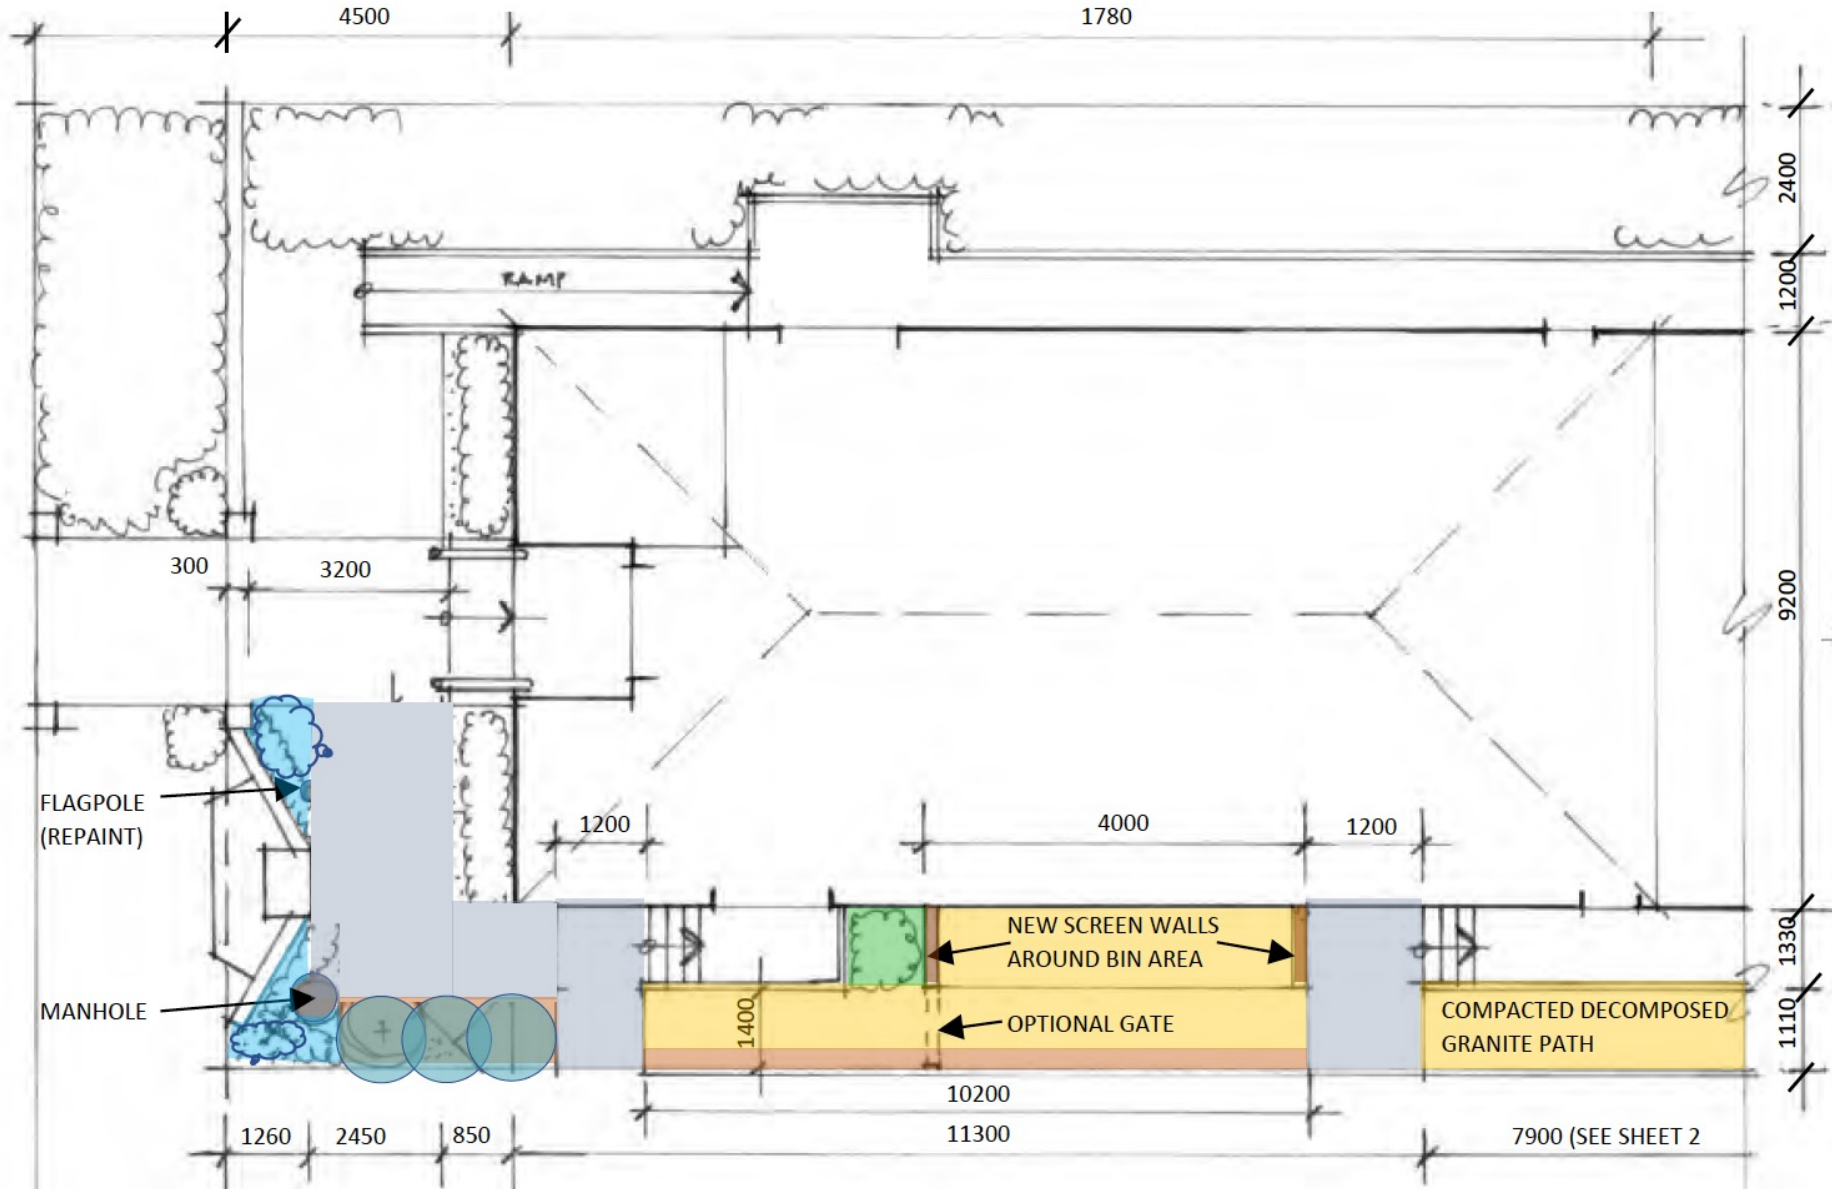 4500
1780
2400
RAMP
1200
300
3200
9200
FLAGPOLE
(REPAINT)
1200
4000
1200
NEW SCREEN WALLS
AROUND BIN AREA
1330
MANHOLE
1400
OPTIONAL GATE
COMPACTED DECOMPOSED
GRANITE PATH
1110
10200
1260
2450
850
11300
7900 (SEE SHEET 2